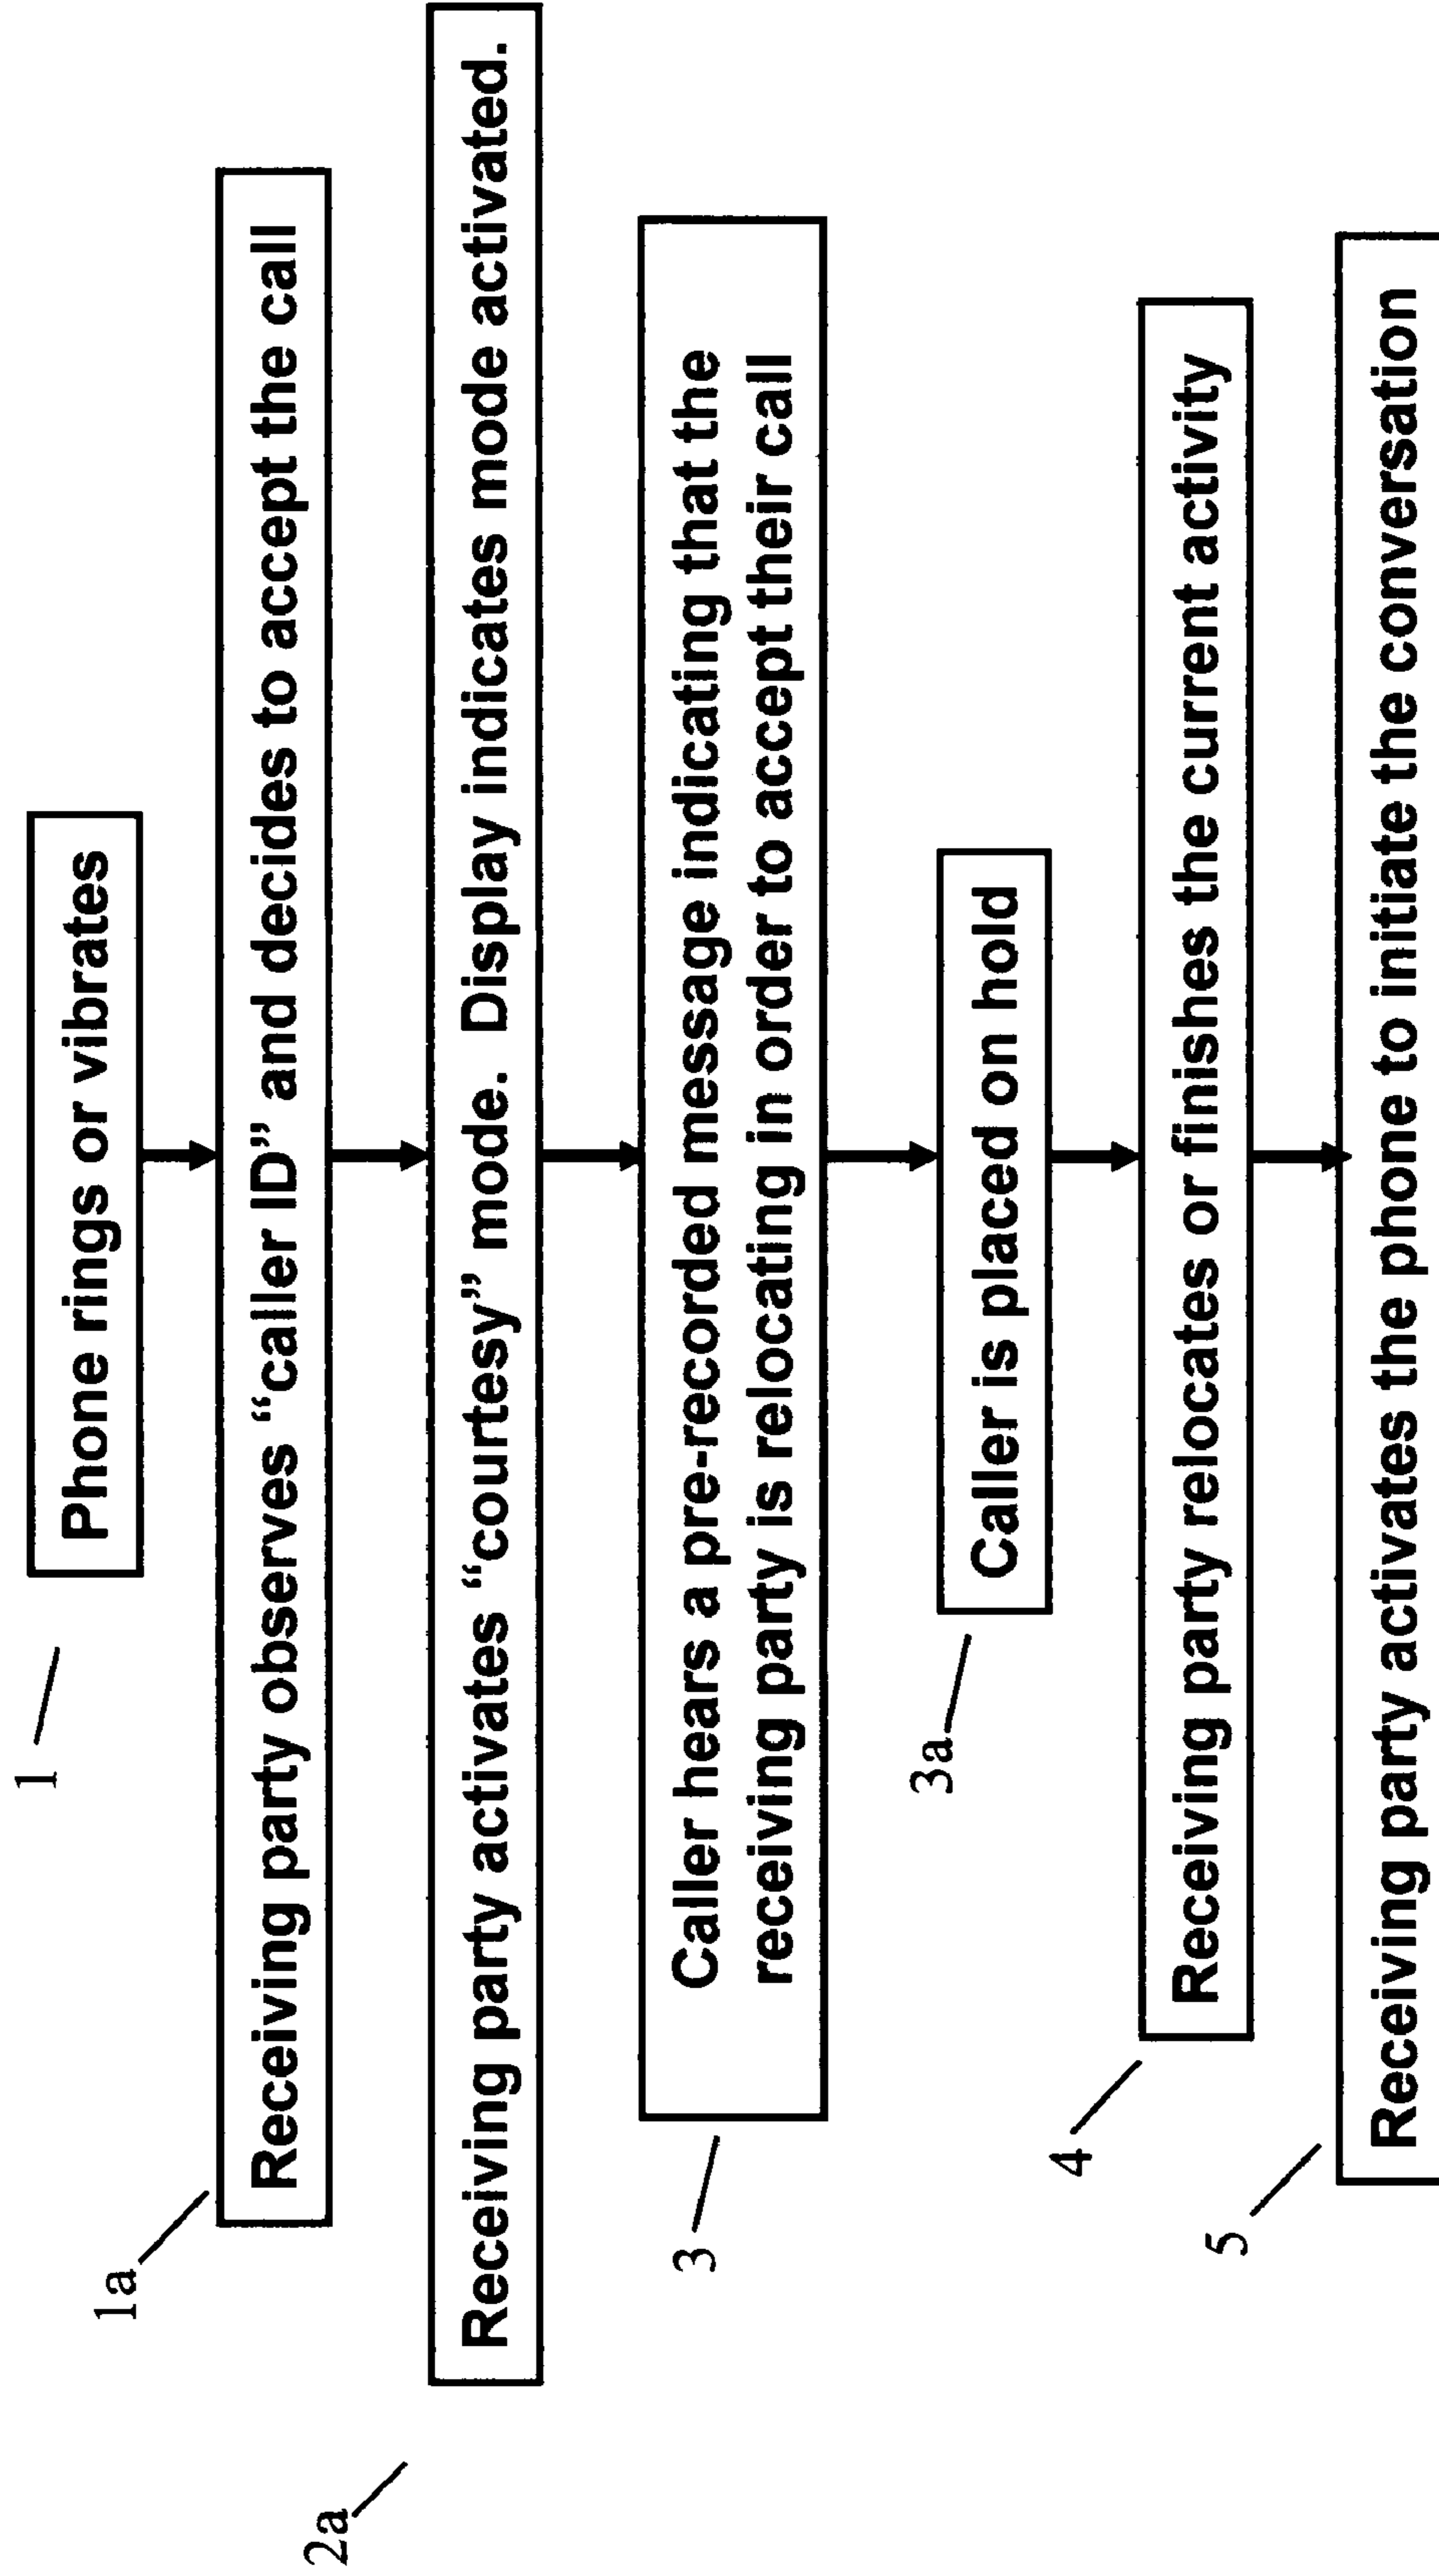 1
Phone rings or vibrates
1a
Receiving party observes “caller ID” and decides to accept the call
2a
Receiving party activates “courtesy” mode.  Display indicates mode activated.
3
Caller hears a pre-recorded message indicating that the
receiving party is relocating in order to accept their call
3a
Caller is placed on hold
4
Receiving party relocates or finishes the current activity
5
Receiving party activates the phone to initiate the conversation